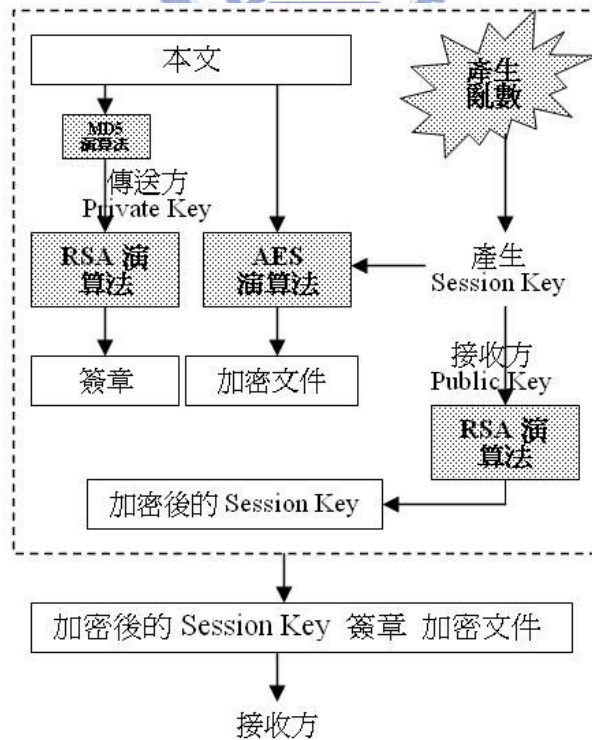 本文
產生
亂數
MD5
演算法
傳送方
Private Key
RSA 演
算法
AES
演算法
產生
Session Key
簽章
加密文件
接收方
Public Key
RSA 演
算法
加密後的 Session Key
加密後的 Session Key 簽章 加密文件
接收方